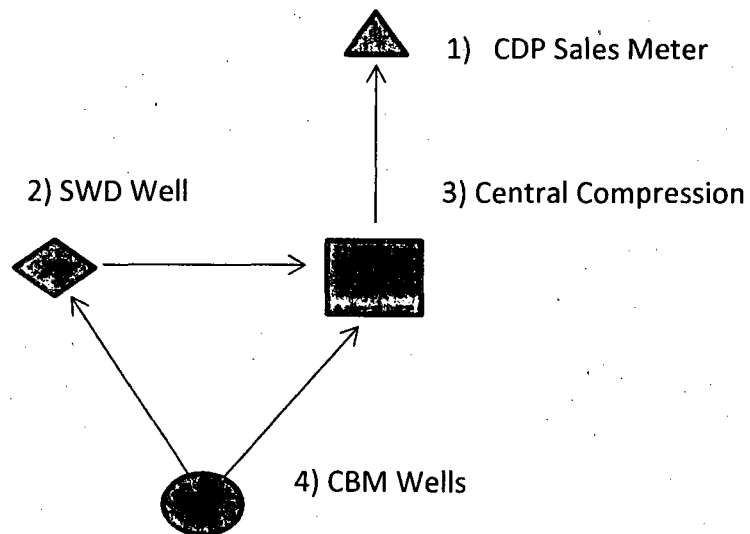 1) CDP Sales Meter
2) SWD Well
3) Central Compression
4) CBM Wells